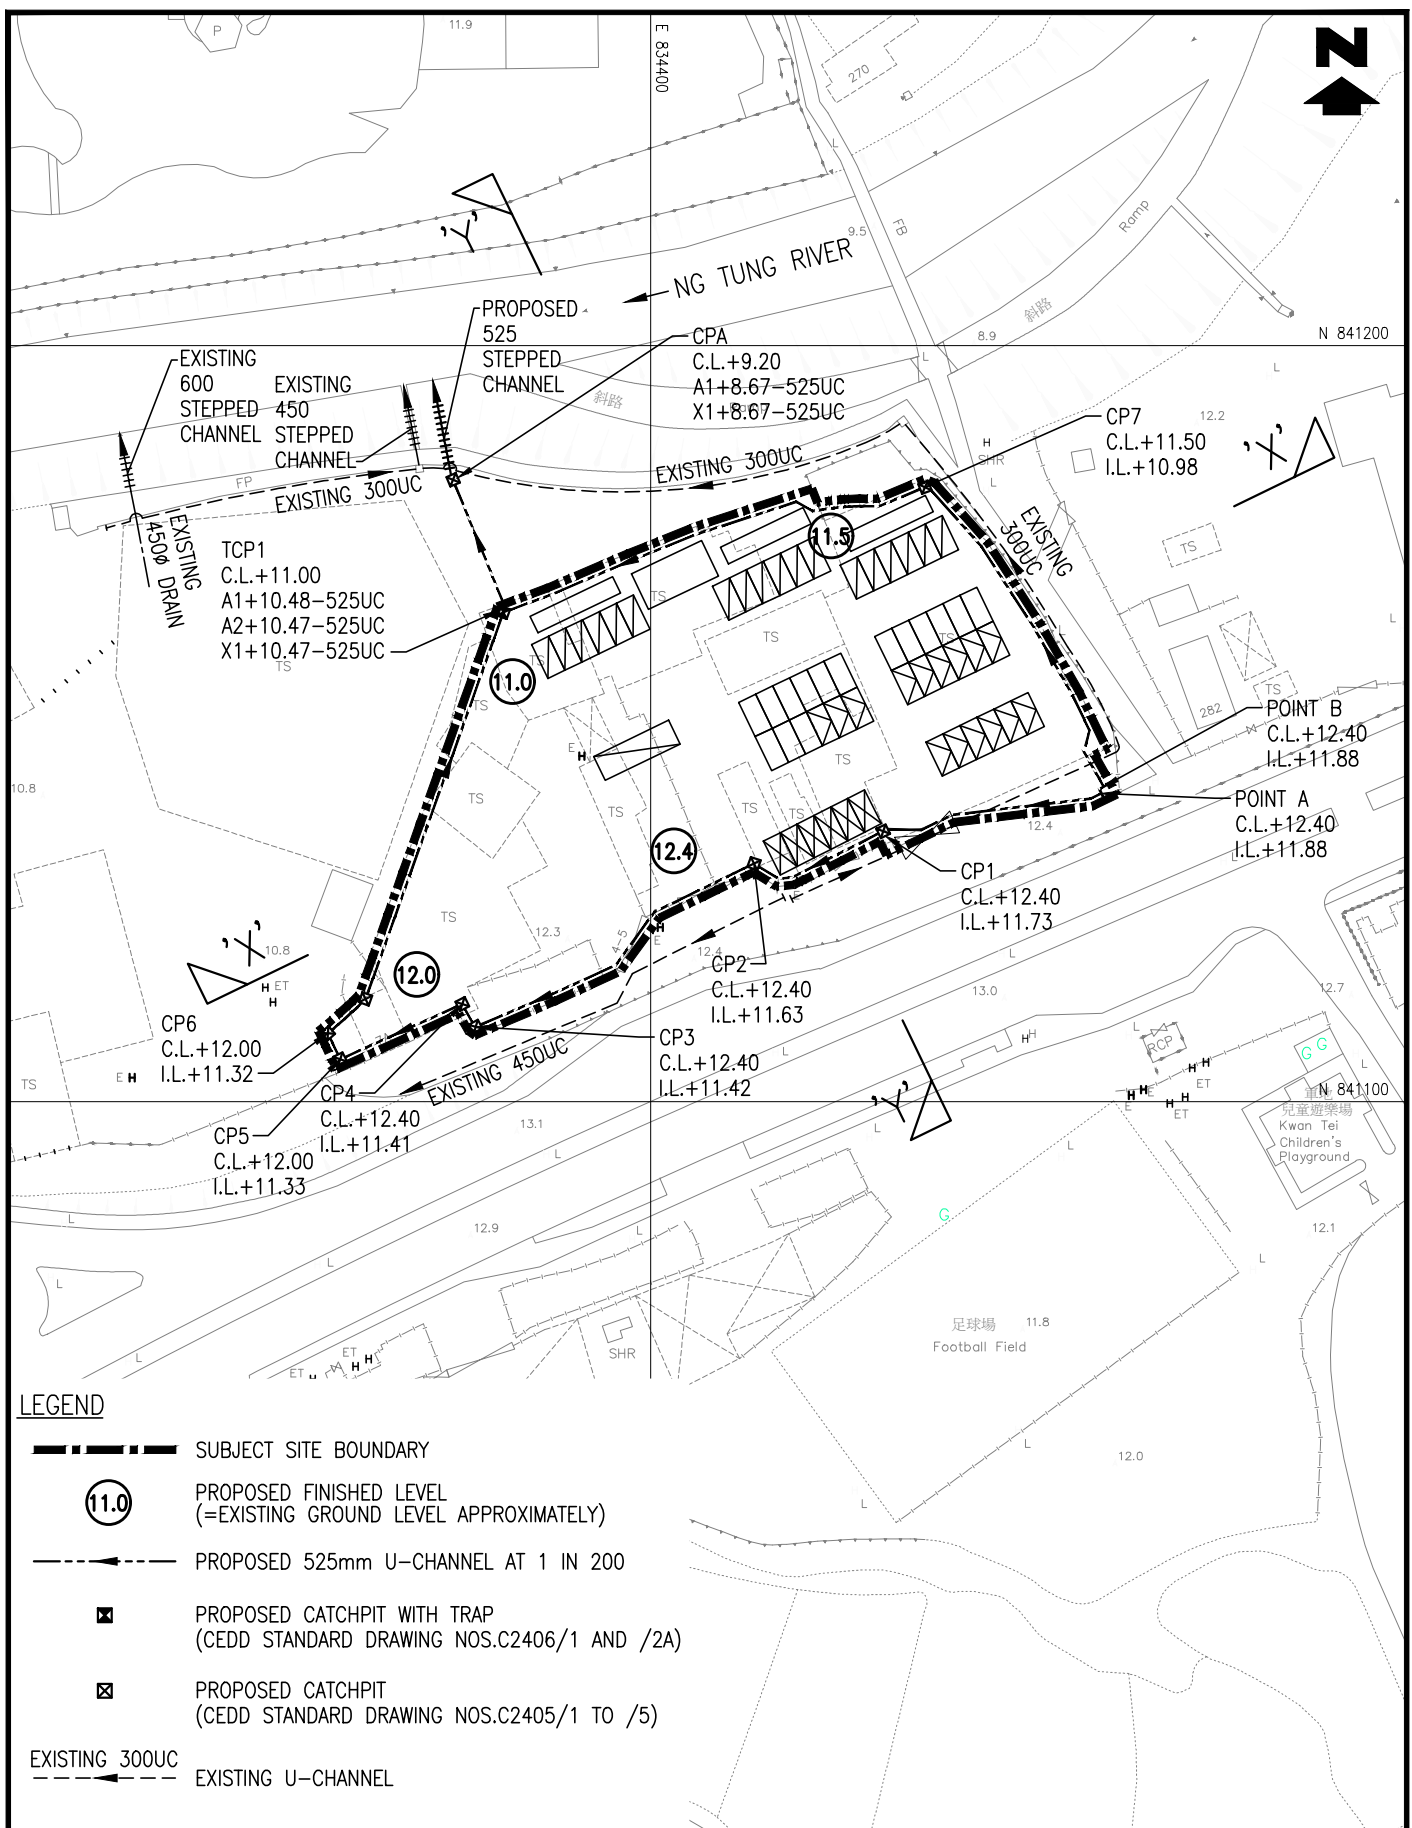 P
11.9
E 834400
N
270
L
FB
9.5
Ramp
'Y'
NG TUNG RIVER
斜路
8.9
N 841200
L
PROPOSED
525
STEPPED
CHANNEL
CPA
C.L.+9.20
A1+8.67-525UC
X1+8.67-525UC
EXISTING
600
STEPPED
CHANNEL
EXISTING
450
STEPPED
CHANNEL
斜路
Ramp
L
12.2
CP7
C.L.+11.50
I.L.+10.98
'X'
H
SHR
L
FP
EXISTING 300UC
EXISTING 300UC
EXISTING
300UC
EXISTING
450ø DRAIN
11.5
TS
TCP1
C.L.+11.00
A1+10.48-525UC
A2+10.47-525UC
X1+10.47-525UC
TS
TS
TS
TS
TS
L
L
11.0
TS
TS
282
POINT B
C.L.+12.40
I.L.+11.88
E H
TS
10.8
TS
TS
TS
TS
L
L
POINT A
C.L.+12.40
I.L.+11.88
12.4
L
12.4
CP1
C.L.+12.40
I.L.+11.73
TS
E
H
E
12.3
4-5
12.4
'X'
10.8
H ET
H
12.0
CP2
C.L.+12.40
I.L.+11.63
L
13.0
12.7
CP6
C.L.+12.00
I.L.+11.32
CP3
C.L.+12.40
I.L.+11.42
H
H
L
RCP
G G
TS
E H
EXISTING 450UC
CP4
C.L.+12.40
I.L.+11.41
L
'Y'
H H
ET
H H
E
E
H H
ET
N 841100
兒童遊樂場
Kwan Tei
Children's
Playground
CP5
C.L.+12.00
I.L.+11.33
13.1
L
L
L
L
12.9
G
12.1
L
L
L
足球場 11.8
Football Field
L
ET
H H
ET
H
SHR
LEGEND
SUBJECT SITE BOUNDARY
L
12.0
11.0
PROPOSED FINISHED LEVEL
(=EXISTING GROUND LEVEL APPROXIMATELY)
L
PROPOSED 525mm U-CHANNEL AT 1 IN 200
PROPOSED CATCHPIT WITH TRAP
(CEDD STANDARD DRAWING NOS.C2406/1 AND /2A)
PROPOSED CATCHPIT
(CEDD STANDARD DRAWING NOS.C2405/1 TO /5)
EXISTING 300UC
EXISTING U-CHANNEL